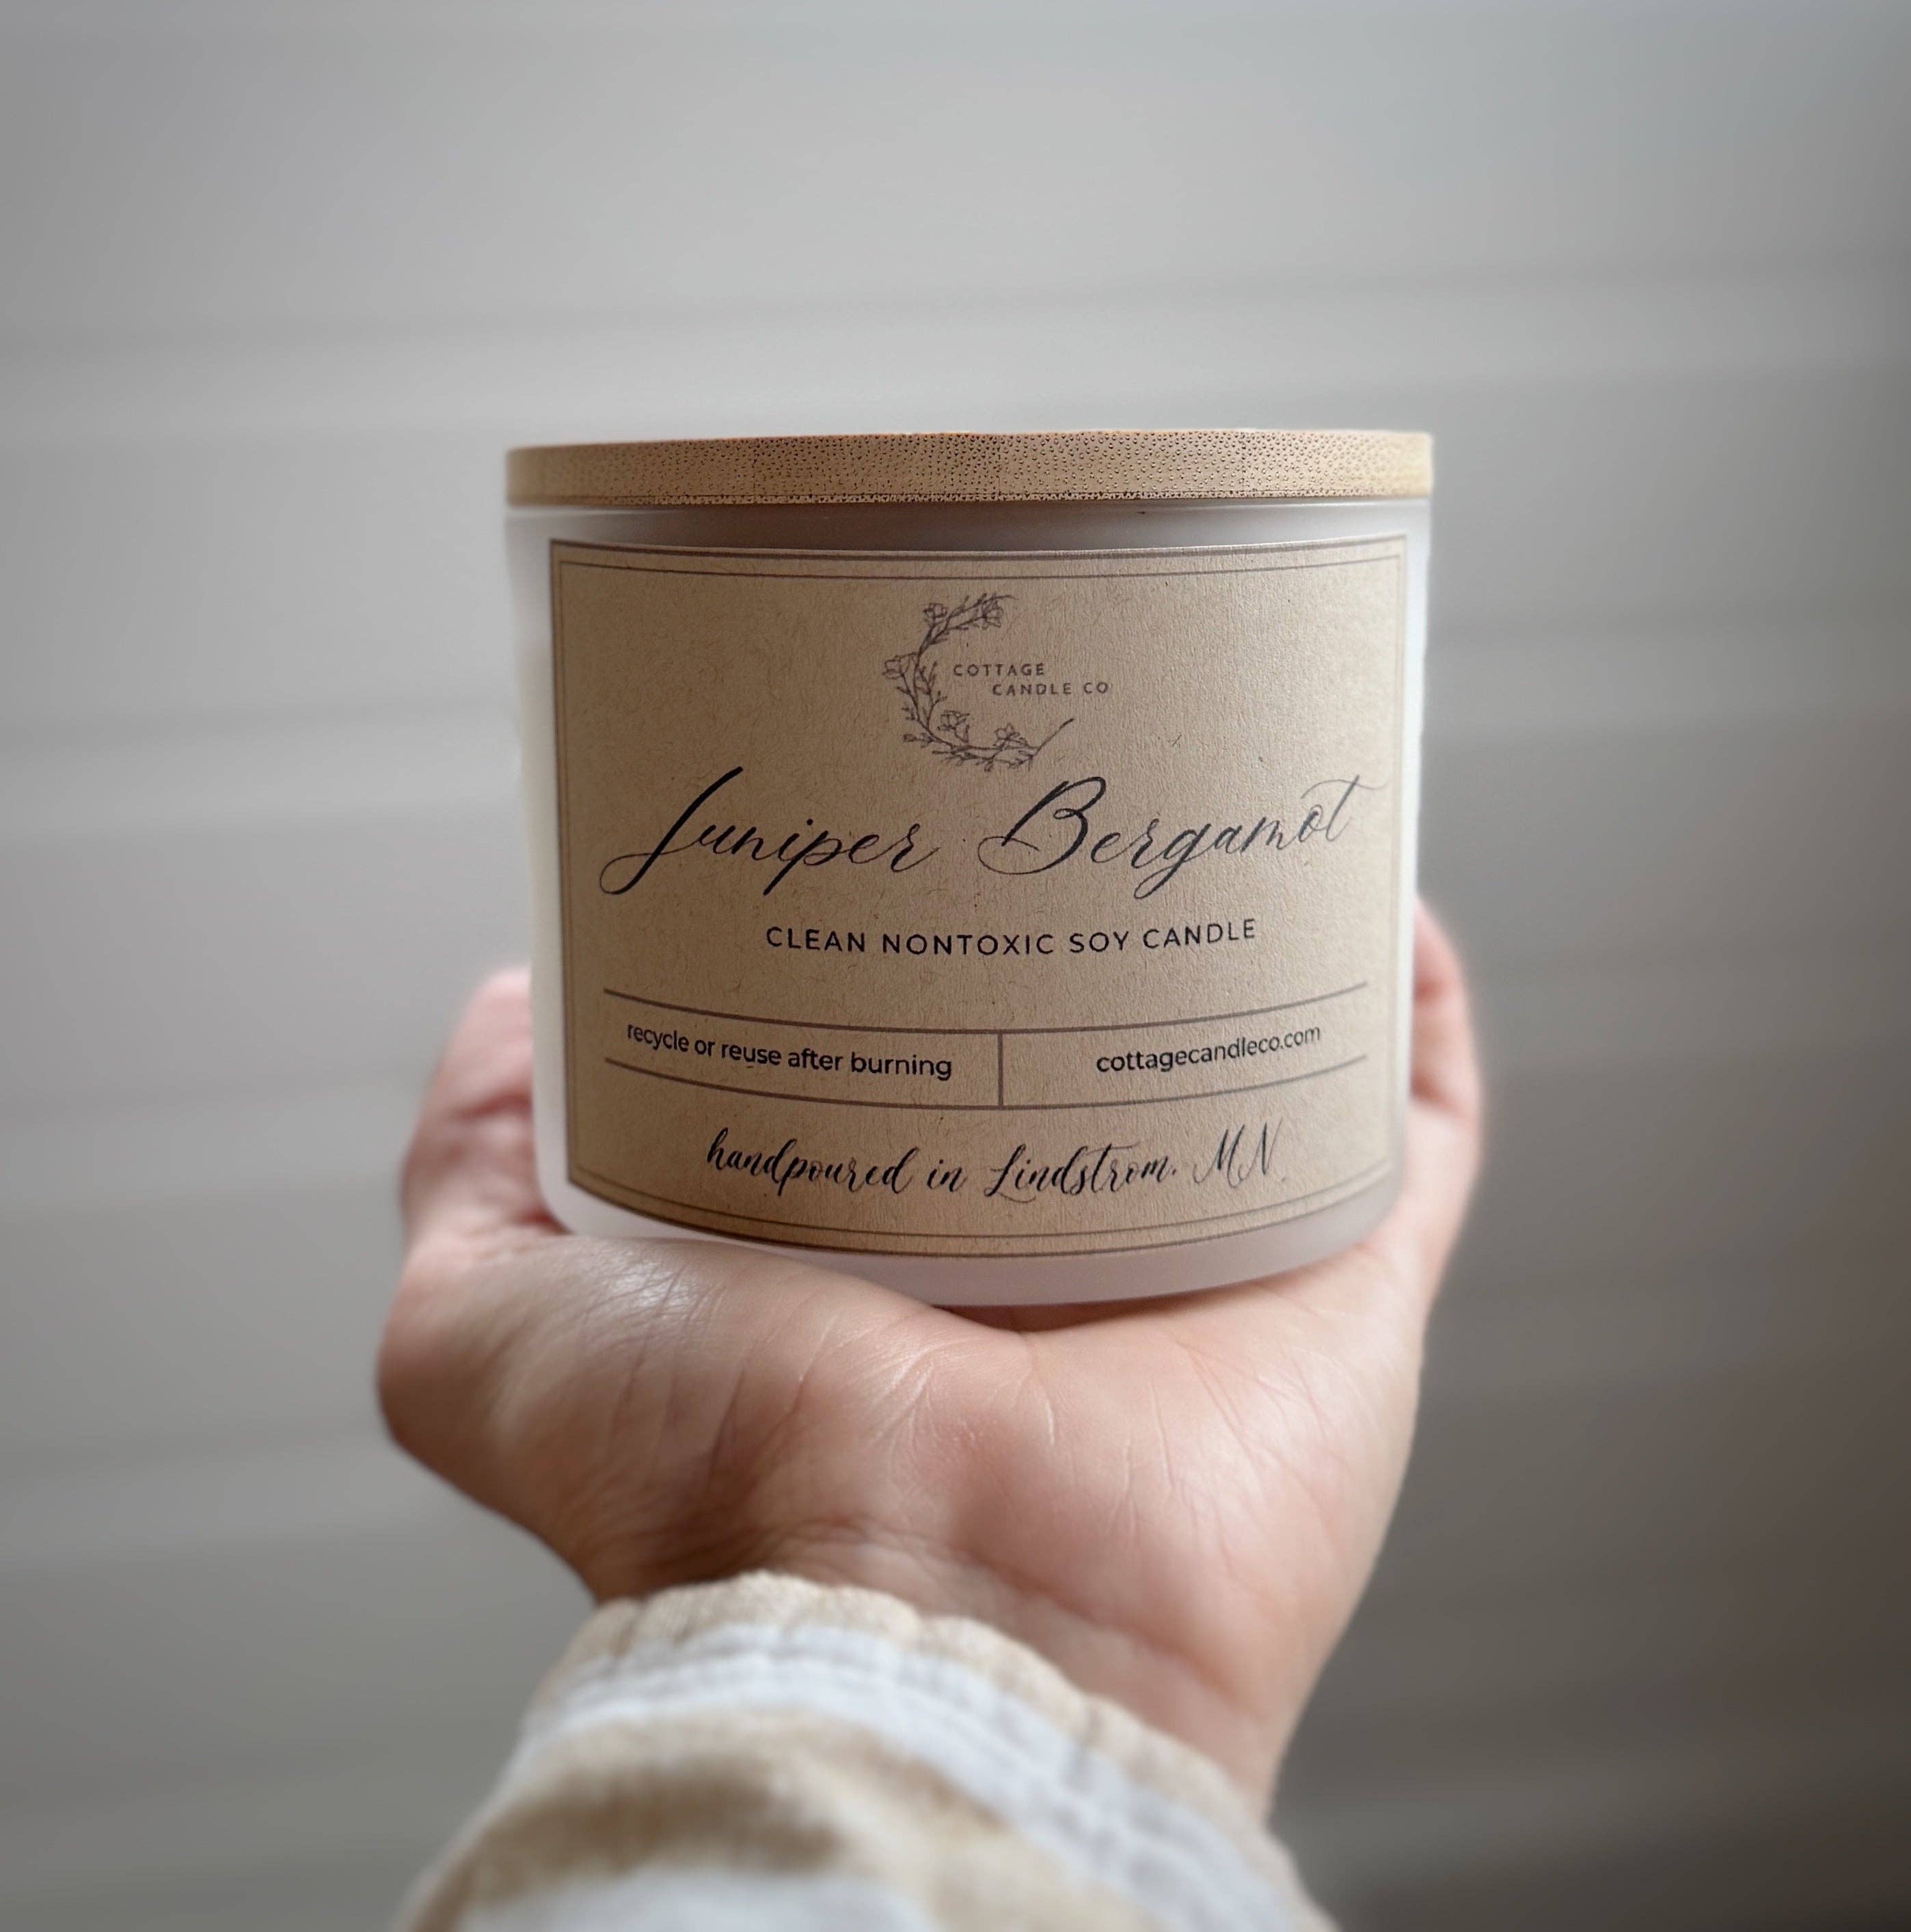 COTTAGE
CANDLE CO
Juniper Bergamot
CLEAN NONTOXIC SOY CANDLE
recycle or reuse after burning
cottagecandleco.com
handpoured in Lindstrom, MN.